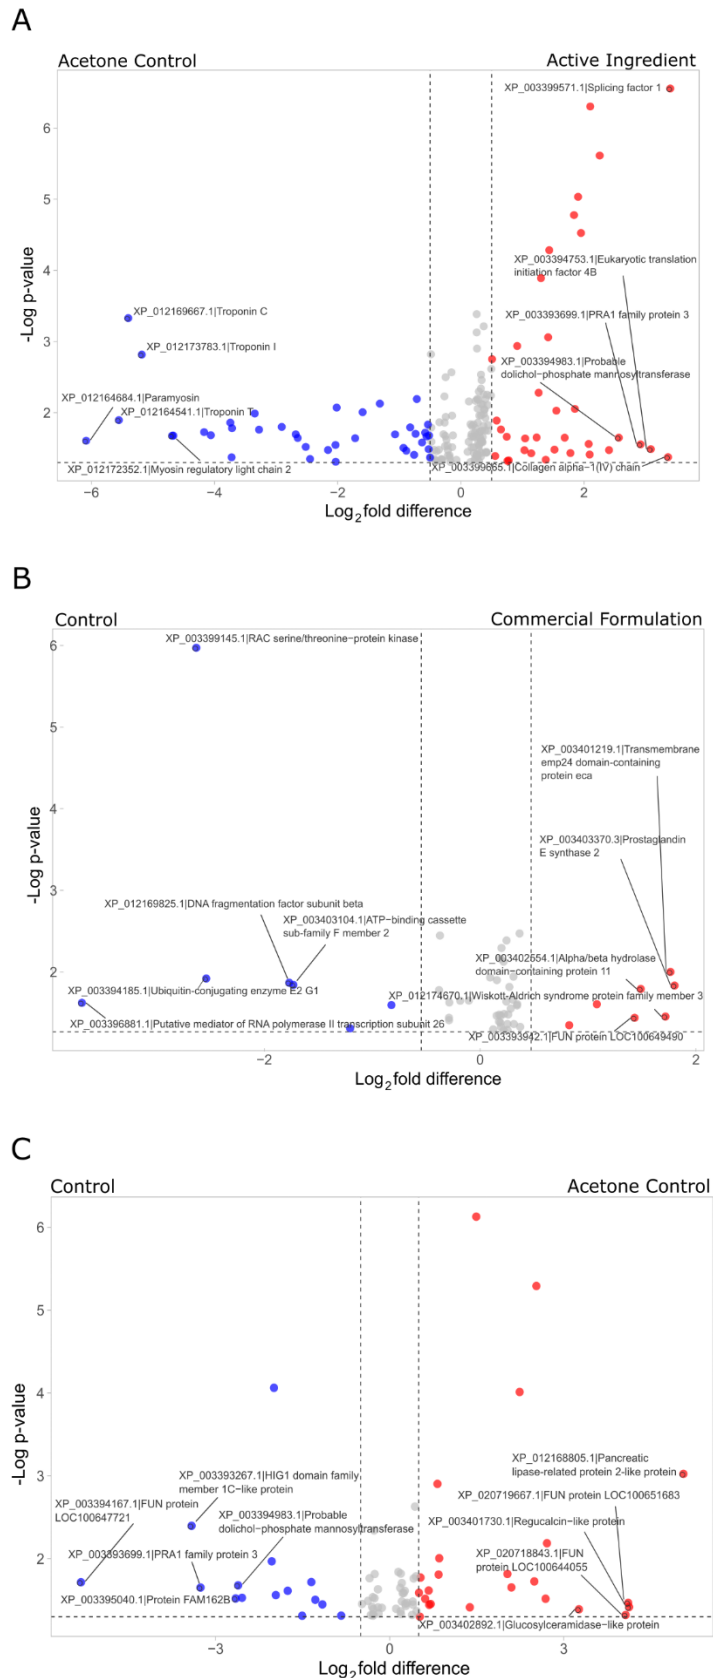 A
Acetone Control
Active Ingredient
XP_003399571.1|Splicing factor 1
6
5
4
3
2
-Log p-value
XP_003394753.1|Eukaryotic translation
initiation factor 4B
XP_012169667.1|Troponin C
XP_003393699.1|PRA1 family protein 3
XP_012173783.1|Troponin I
XP_003394983.1|Probable
dolichol-phosphate mannosyltransferase
XP_012164684.1|Paramyosin
XP_012164541.1|Troponin T
XP_012172352.1|Myosin regulatory light chain 2
XP_003399655.1|Collagen alpha-1(IV) chain
-6
-4
-2
0
2
Log2fold difference
B
Control
Commercial Formulation
XP_003399145.1|RAC serine/threonine-protein kinase
6
5
4
3
2
-Log p-value
XP_003401219.1|Transmembrane
emp24 domain-containing
protein eca
XP_003403370.3|Prostaglandin
E synthase 2
XP_012169825.1|DNA fragmentation factor subunit beta
XP_003403104.1|ATP-binding cassette
sub-family F member 2
XP_003402654.1|Alpha/beta hydrolase
domain-containing protein 11
XP_003394185.1|Ubiquitin-conjugating enzyme E2 G1
XP_012174670.1|Wiskott-Aldrich syndrome protein family member 3
XP_003396881.1|Putative mediator of RNA polymerase II transcription subunit 26
XP_003393942.1|FUN protein LOC100649490
-2
0
2
Log2fold difference
C
Control
Acetone Control
6
5
4
3
2
-Log p-value
XP_012168805.1|Pancreatic
lipase-related protein 2-like protein
XP_003393267.1|HIG1 domain family
member 1C-like protein
XP_020719667.1|FUN protein LOC100651683
XP_003394167.1|FUN protein
LOC100647721
XP_003394983.1|Probable
dolichol-phosphate mannosyltransferase
XP_003401730.1|Regucalcin-like protein
XP_003393699.1|PRA1 family protein 3
XP_020718843.1|FUN
protein LOC100644055
XP_003395040.1|Protein FAM162B
XP_003402892.1|Glucosylceramidase-like protein
-3
0
3
Log2fold difference